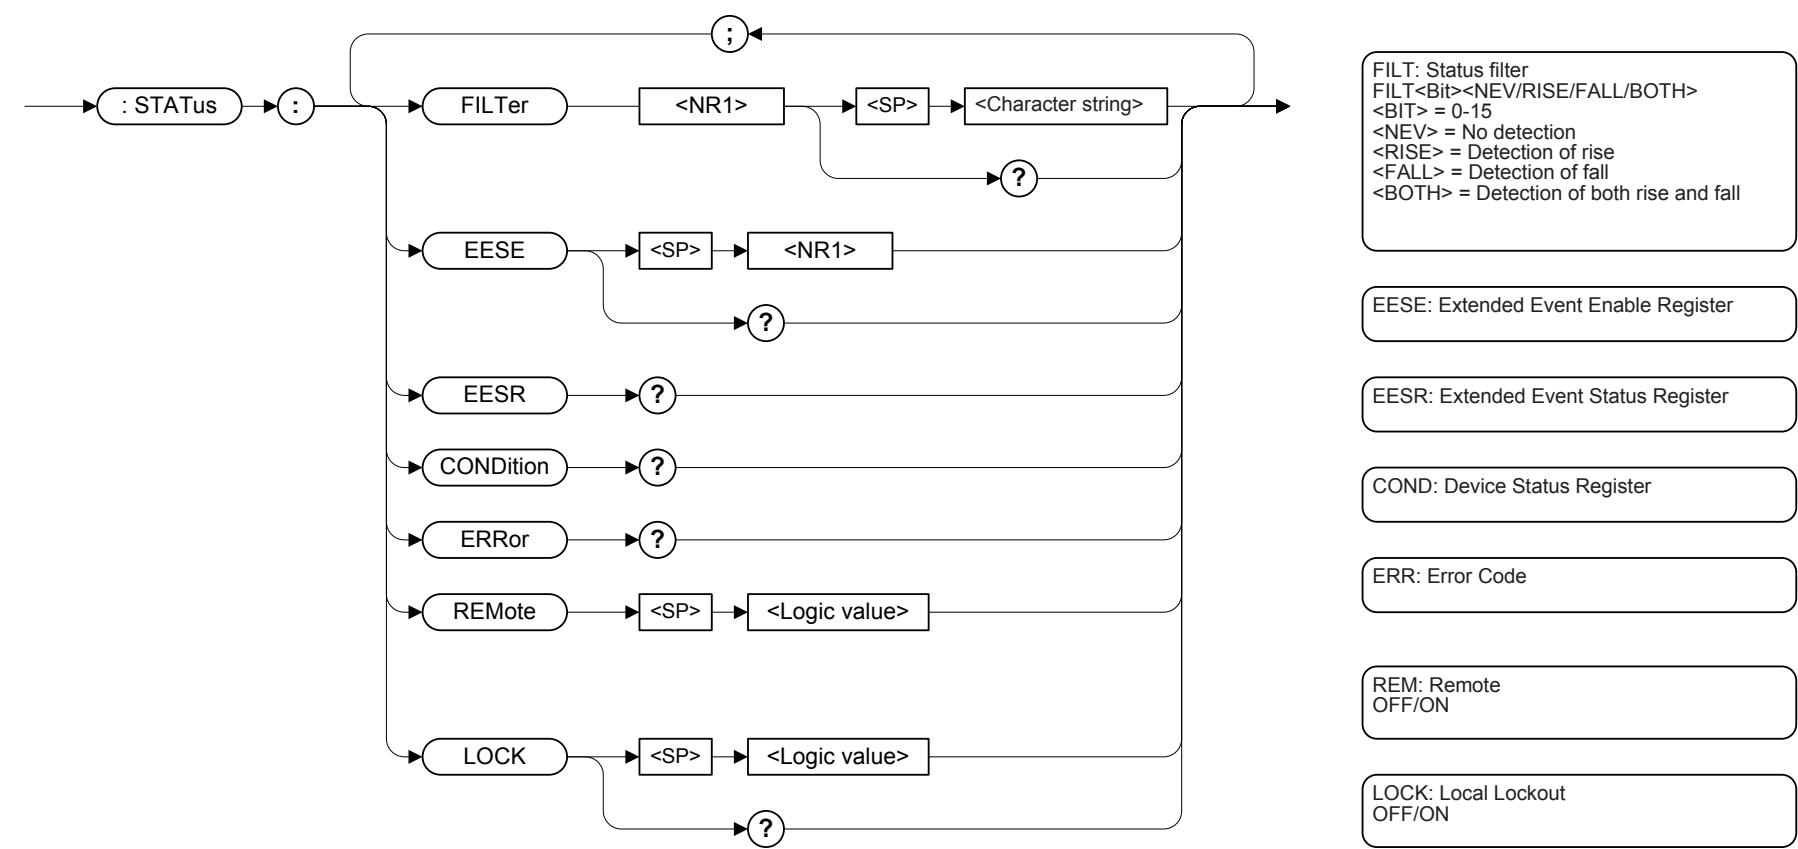 ;
: STATus : FILTer <NR1> <SP> <Character string>
?
EESE <SP> <NR1>
?
EESR ?
CONDition ?
ERRor ?
REMote <SP> <Logic value>
LOCK <SP> <Logic value>
?
FILT: Status filter
FILT<Bit><NEV/RISE/FALL/BOTH>
<BIT> = 0-15
<NEV> = No detection
<RISE> = Detection of rise
<FALL> = Detection of fall
<BOTH> = Detection of both rise and fall
EESE: Extended Event Enable Register
EESR: Extended Event Status Register
COND: Device Status Register
ERR: Error Code
REM: Remote
OFF/ON
LOCK: Local Lockout
OFF/ON